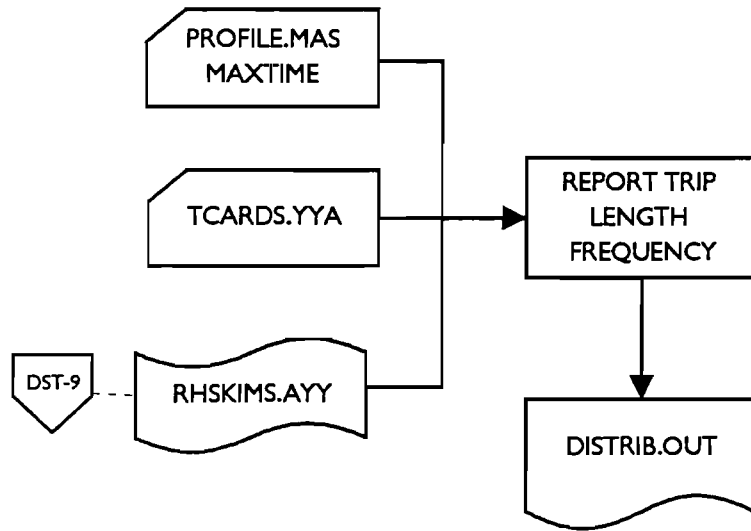 PROFILE.MAS
MAXTIME
TCARDS.YYA
REPORT TRIP
LENGTH
FREQUENCY
DST-9
RHSKIMS.AYY
DISTRIB.OUT